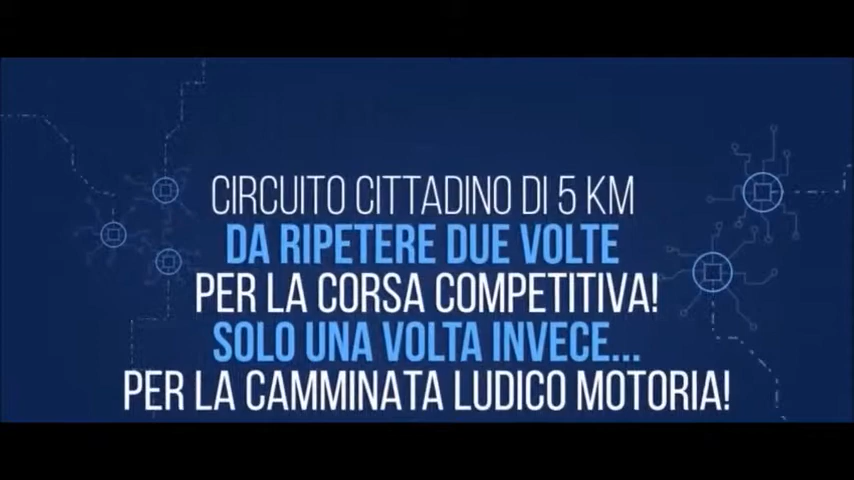 CIRCUITO CITTADINO DI 5 KM
DA RIPETERE DUE VOLTE
PER LA CORSA COMPETITIVA!
SOLO UNA VOLTA INVECE...
PER LA CAMMINATA LUDICO MOTORIA!